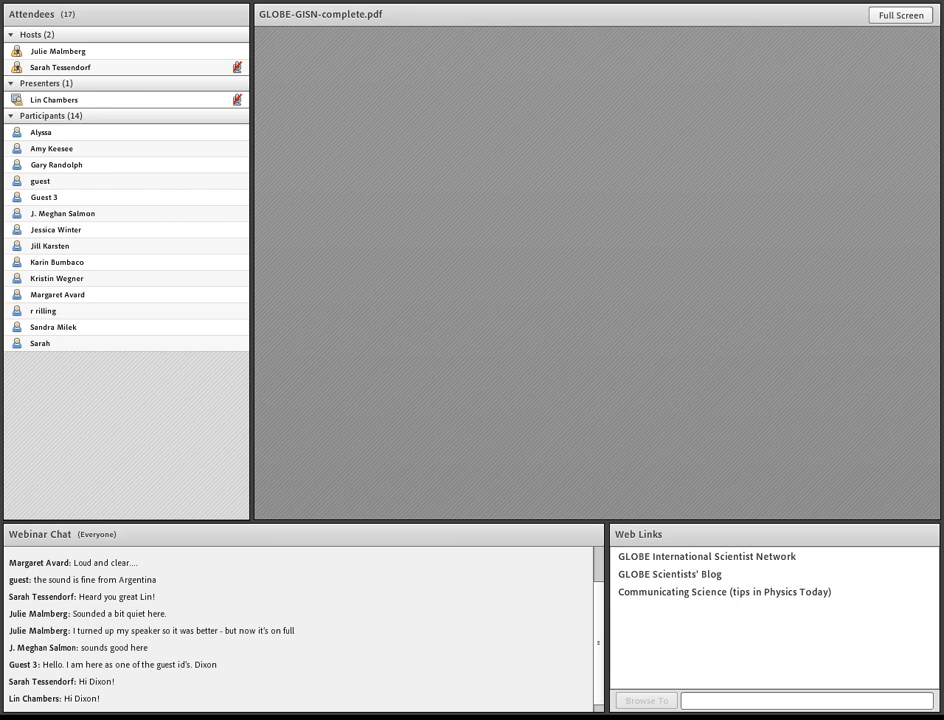 Attendees (17)
Hosts (2)
Julie Malmberg
Sarah Tessendorf
Presenters (1)
Lin Chambers
Participants (14)
Alyssa
Amy Keesee
Gary Randolph
guest
Guest 3
J. Meghan Salmon
Jessica Winter
Jill Karsten
Karin Bumbaco
Kristin Wegner
Margaret Avard
r rilling
Sandra Milek
Sarah
GLOBE-GISN-complete.pdf
Full Screen
Webinar Chat (Everyone)
Margaret Avard: Loud and clear....
guest: the sound is fine from Argentina
Sarah Tessendorf: Heard you great Lin!
Julie Malmberg: Sounded a bit quiet here.
Julie Malmberg: I turned up my speaker so it was better - but now it's on full
J. Meghan Salmon: sounds good here
Guest 3: Hello. I am here as one of the guest id's. Dixon
Sarah Tessendorf: Hi Dixon!
Lin Chambers: Hi Dixon!
Web Links
GLOBE International Scientist Network
GLOBE Scientists' Blog
Communicating Science (tips in Physics Today)
Browse To